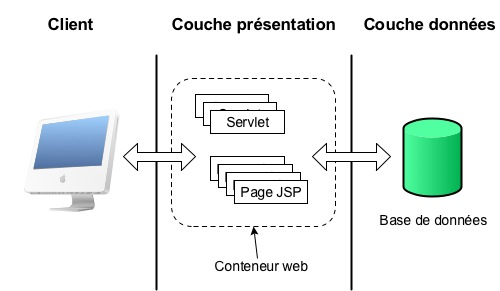 Client
Couche présentation
Couche données
Servlet
Page JSP
Base de données
Conteneur web